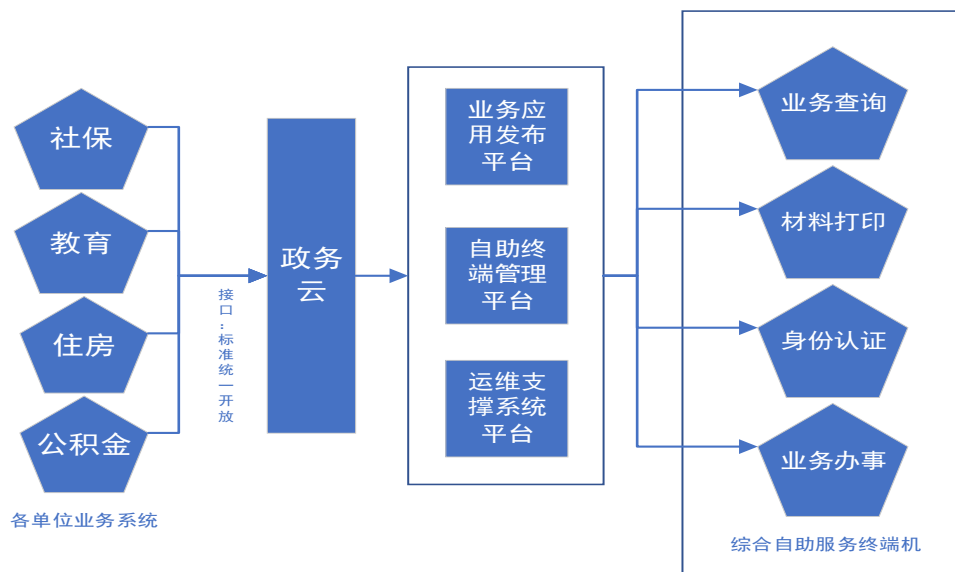 社保
教育
住房
公积金
各单位业务系统
接口：标准统一开放
政务
云
业务应
用发布
平台
自助终
端管理
平台
运维支
撑系统
平台
业务查询
材料打印
身份认证
业务办事
综合自助服务终端机